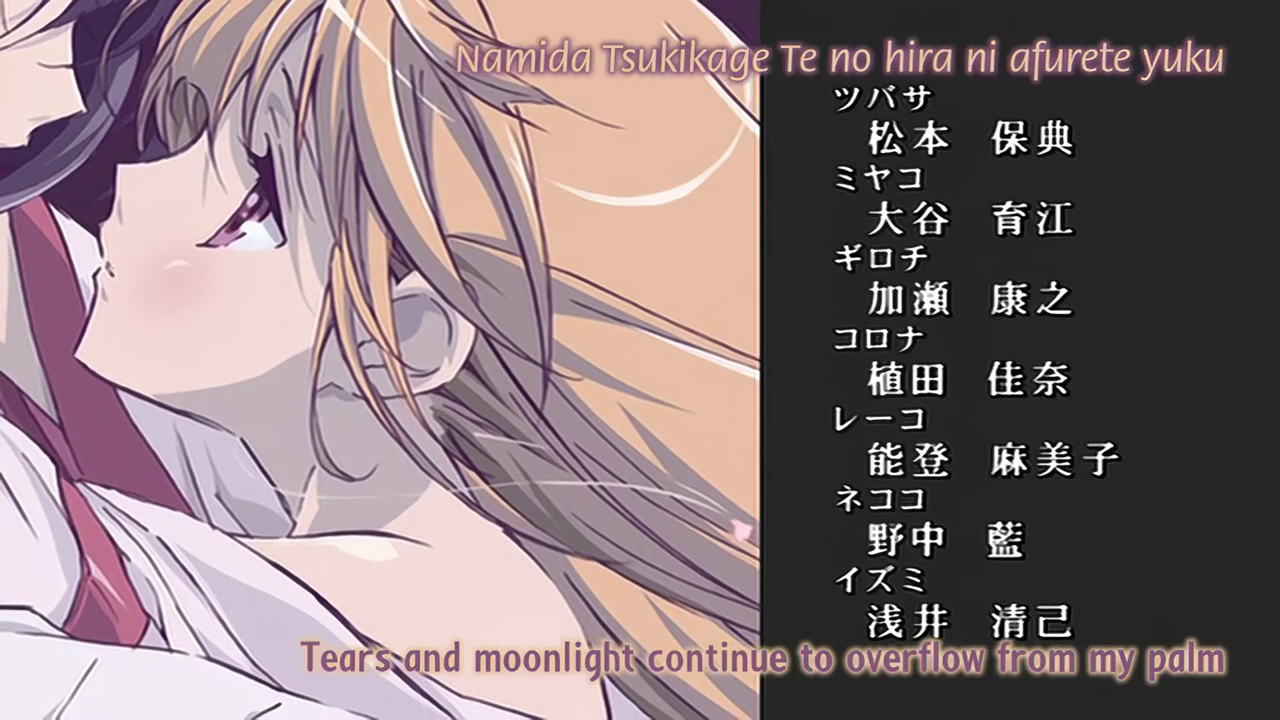 Namida Tsukikage Te no hira ni afurete yuku
ツバサ
松本 保典
ミヤコ
大谷 育江
ギロチ
加瀬 康之
コロナ
植田 佳奈
レーコ
能登 麻美子
ネココ
野中 藍
イズミ
浅井 清己
Tears and moonlight continue to overflow from my palm